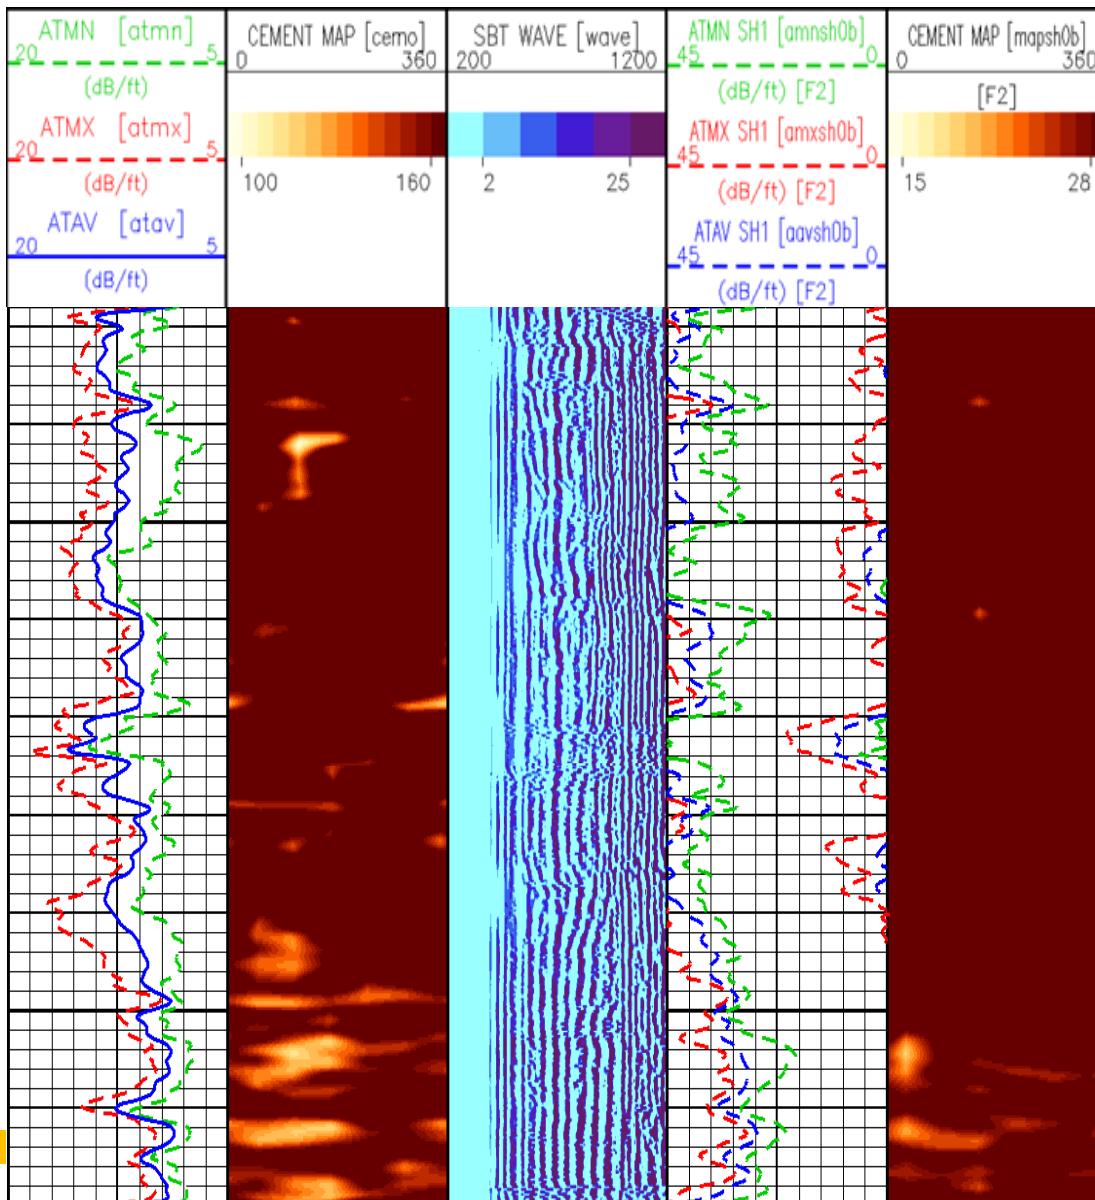 ATMN [atmn]
20 5
(dB/ft)
ATMX [atmx]
20 5
(dB/ft)
ATAV [atav]
20 5
(dB/ft)
CEMENT MAP [cemo]
0 360
100 160
SBT WAVE [wave]
200 1200
2 25
ATMN SH1 [amnsh0b]
45 0
(dB/ft) [F2]
ATMX SH1 [amxsh0b]
45 0
(dB/ft) [F2]
ATAV SH1 [aavsh0b]
45 0
(dB/ft) [F2]
CEMENT MAP [mapsh0b]
0 360
[F2]
15 28